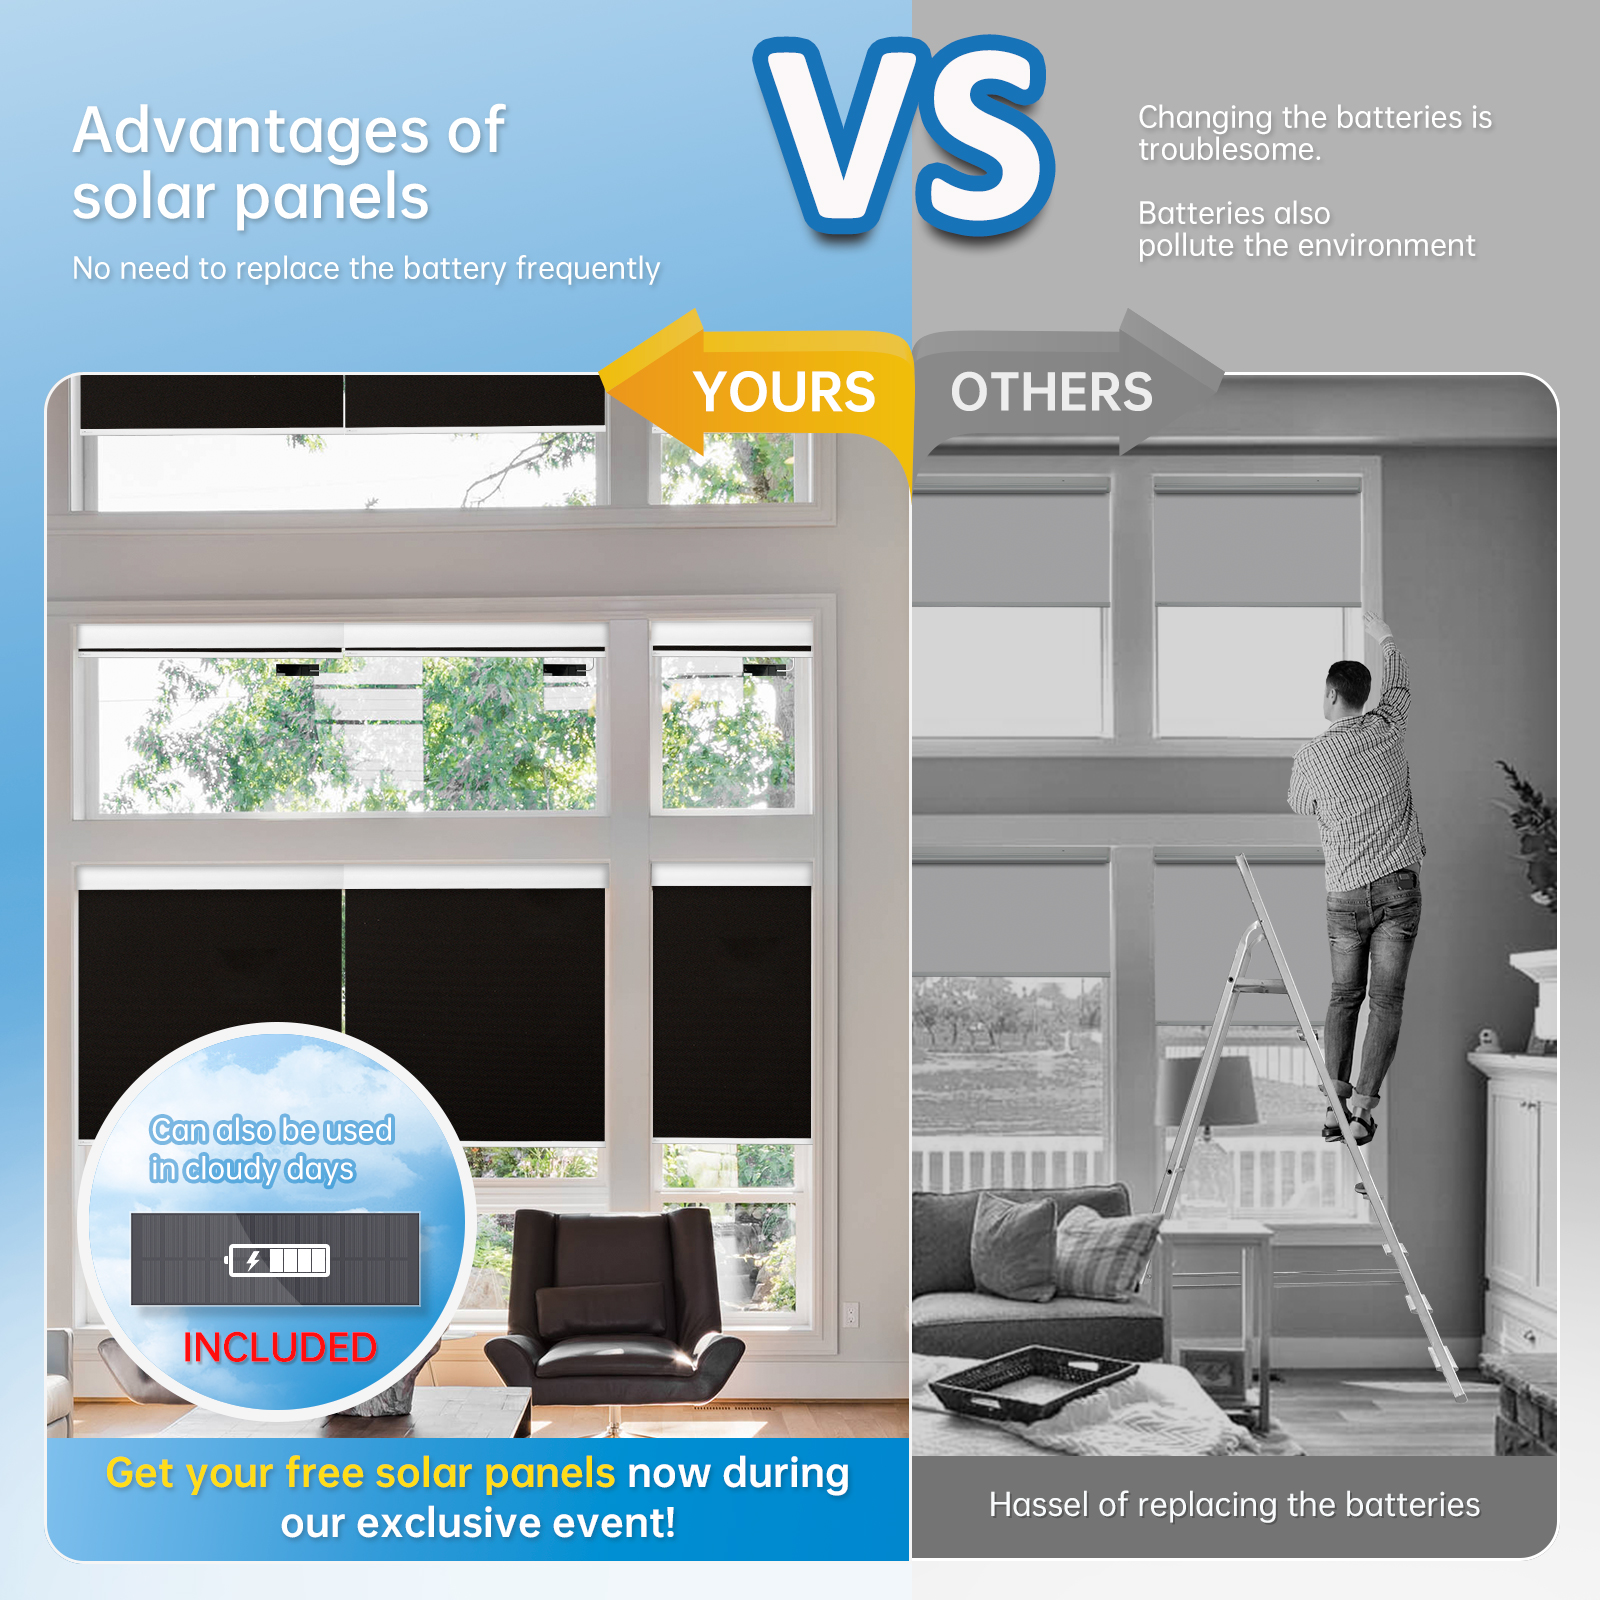 Advantages of
solar panels
No need to replace the battery frequently
VS
Changing the batteries is
troublesome.
Batteries also
pollute the environment
YOURS
OTHERS
Can also be used
in cloudy days
INCLUDED
Get your free solar panels now during
our exclusive event!
Hassel of replacing the batteries